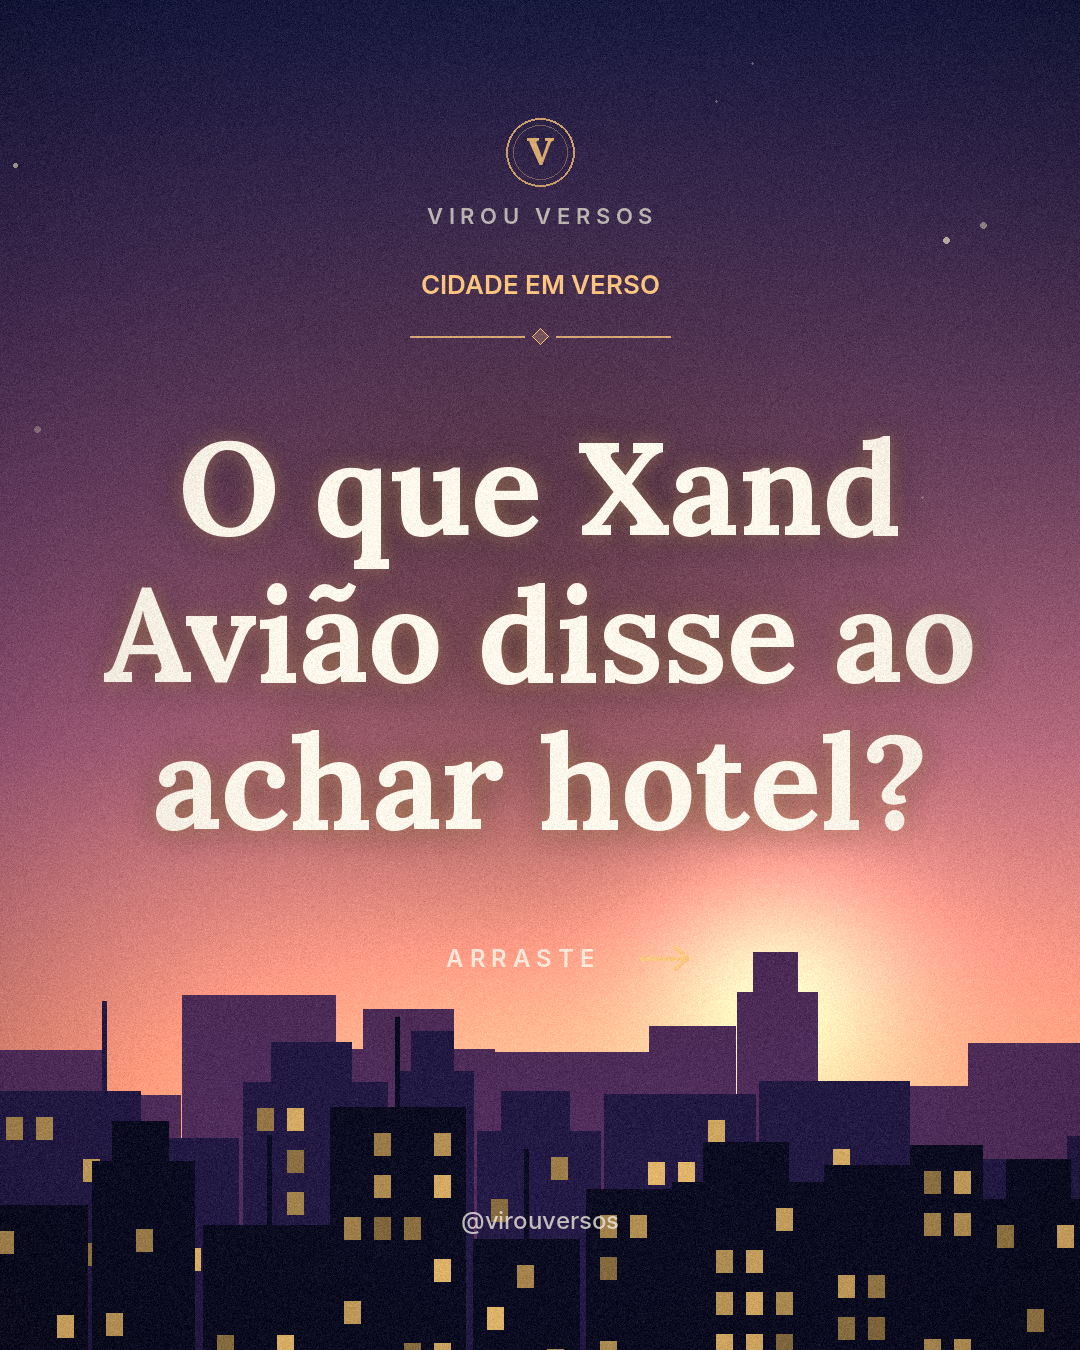 V
VIROU VERSOS
CIDADE EM VERSO
O que Xand
Avião disse ao
achar hotel?
ARRASTE →
@virouversos